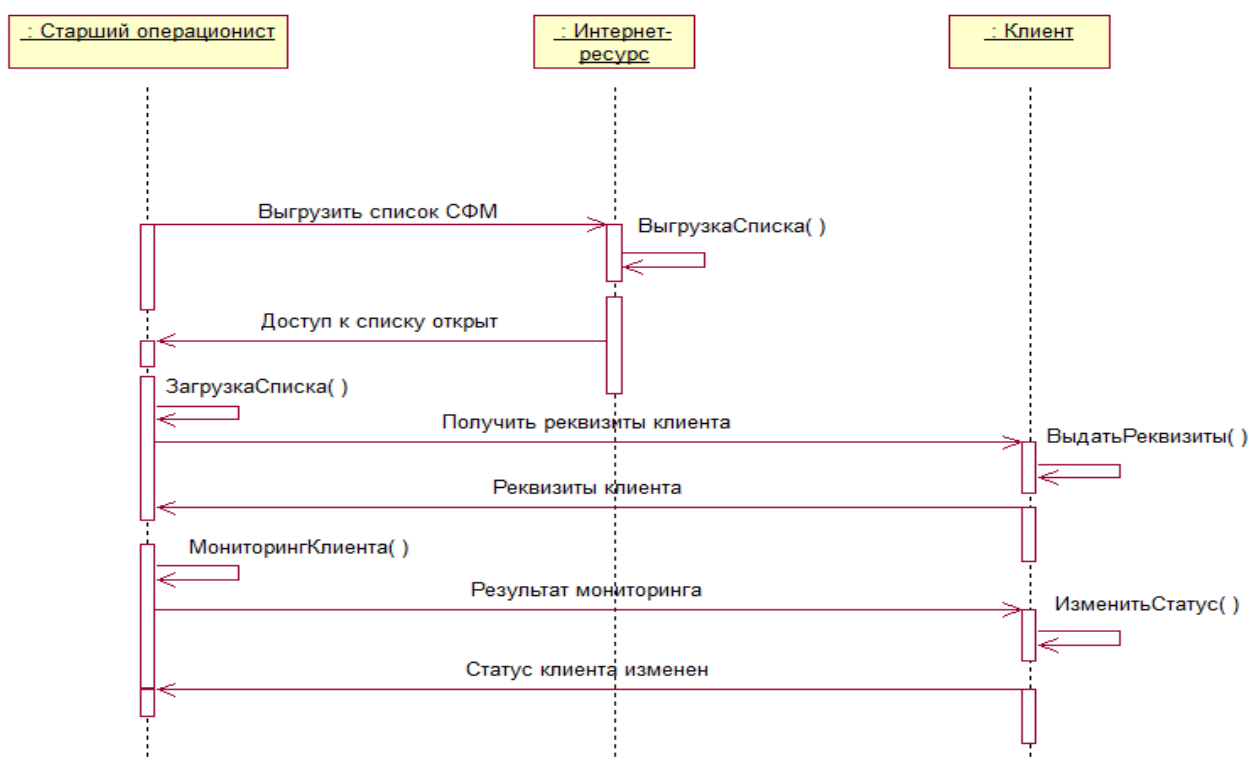 _: Старший операционист
_: Интернет-
ресурс
_: Клиент
Выгрузить список СФМ
ВыгрузкаСписка( )
Доступ к списку открыт
ЗагрузкаСписка( )
Получить реквизиты клиента
ВыдатьРеквизиты( )
Реквизиты клиента
МониторингКлиента( )
Результат мониторинга
ИзменитьСтатус( )
Статус клиента изменен